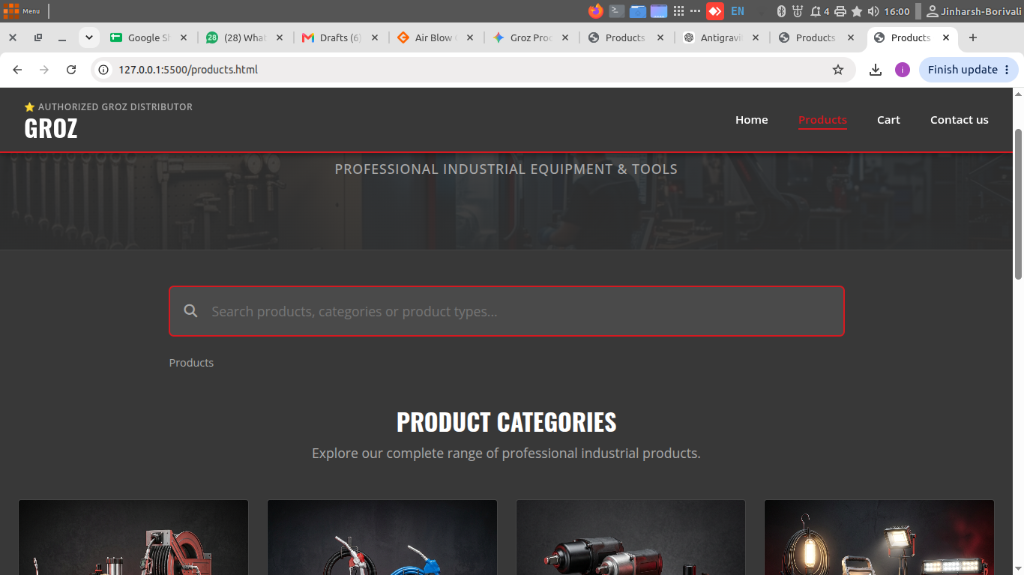 Menu
EN
4
16:00
Jinharsh-Borivali
Google S
(28) What
Drafts (6)
Air Blow
Groz Pro
Products
Antigravi
Products
Products
127.0.0.1:5500/products.html
Finish update
⭐ AUTHORIZED GROZ DISTRIBUTOR
GROZ
Home
Products
Cart
Contact us
PROFESSIONAL INDUSTRIAL EQUIPMENT & TOOLS
Search products, categories or product types...
Products
PRODUCT CATEGORIES
Explore our complete range of professional industrial products.